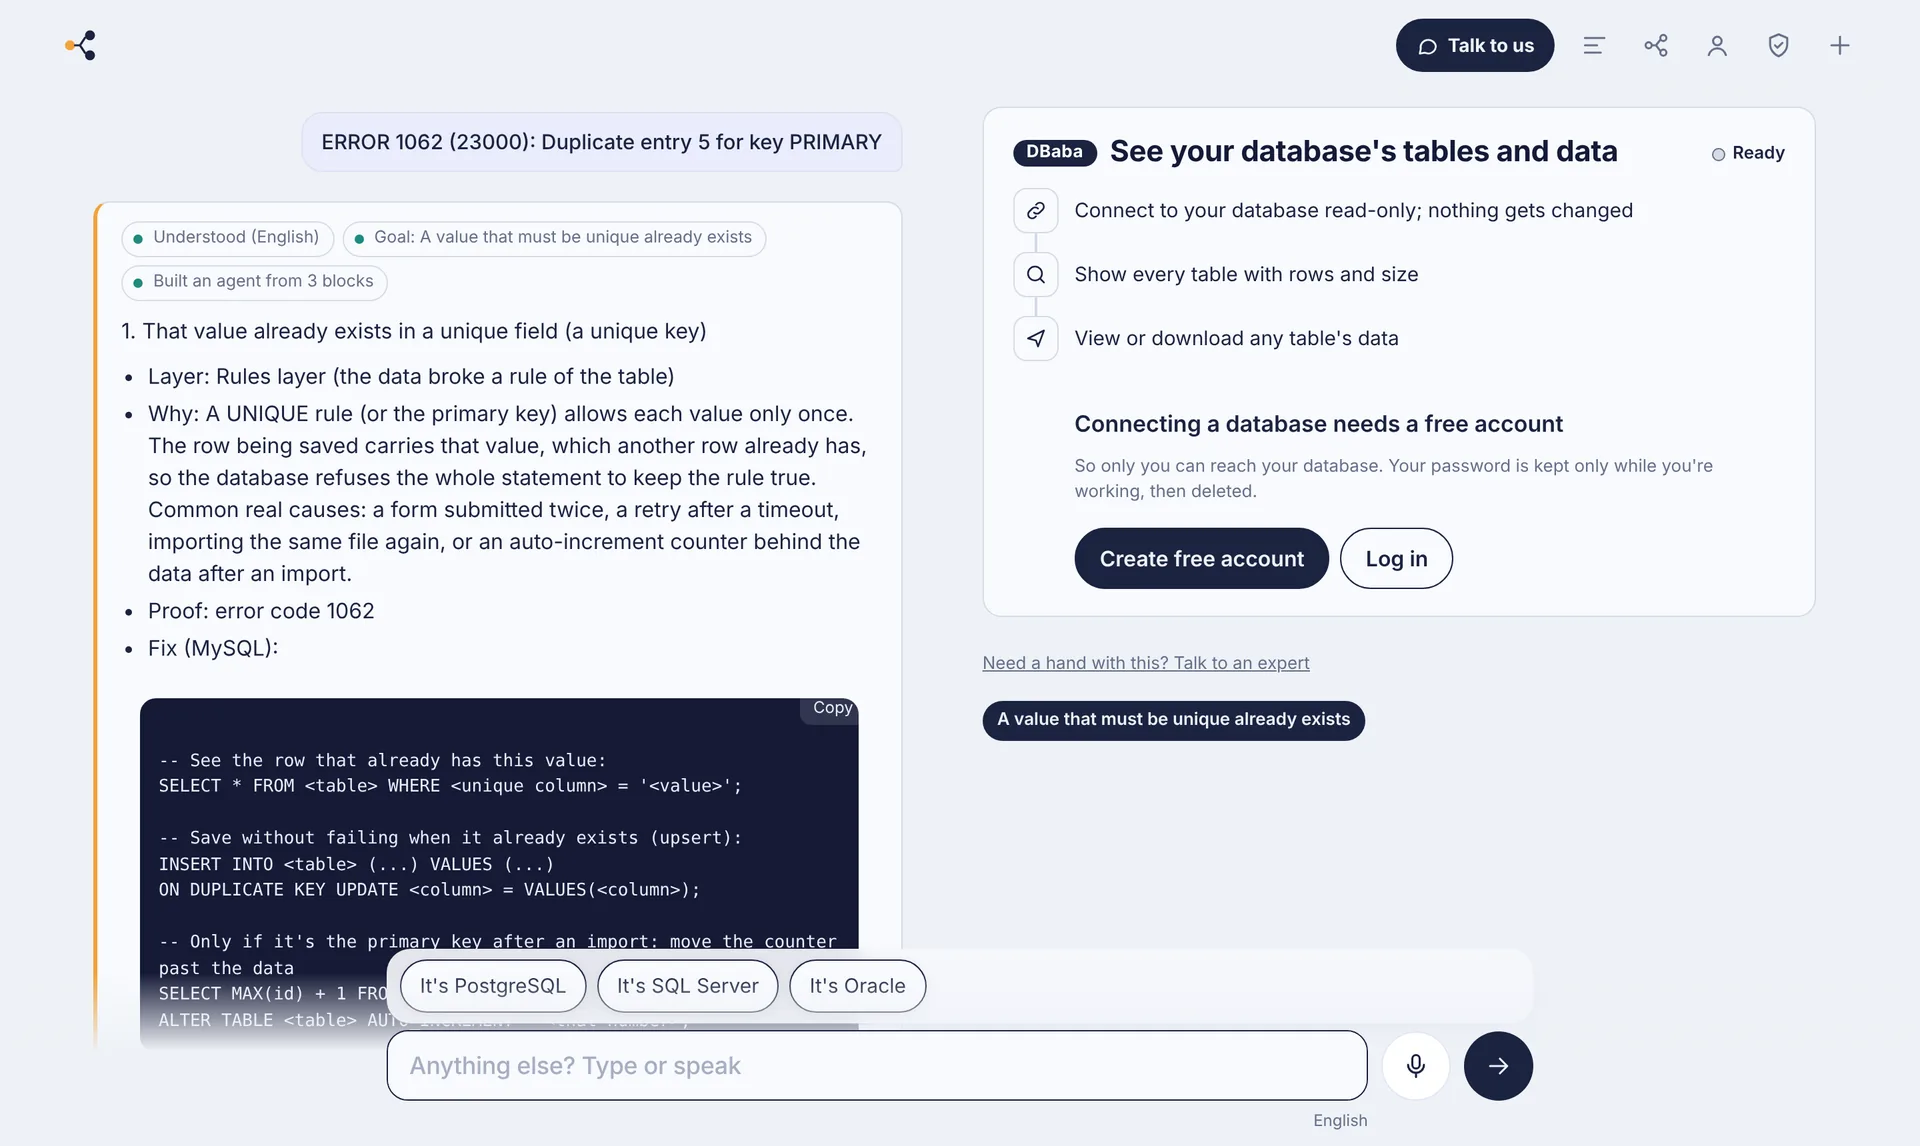 Talk to us
ERROR 1062 (23000): Duplicate entry 5 for key PRIMARY
Understood (English)
Goal: A value that must be unique already exists
Built an agent from 3 blocks
1. That value already exists in a unique field (a unique key)
• Layer: Rules layer (the data broke a rule of the table)
• Why: A UNIQUE rule (or the primary key) allows each value only once.
The row being saved carries that value, which another row already has,
so the database refuses the whole statement to keep the rule true.
Common real causes: a form submitted twice, a retry after a timeout,
importing the same file again, or an auto-increment counter behind the
data after an import.
• Proof: error code 1062
• Fix (MySQL):
Copy
-- See the row that already has this value:
SELECT * FROM <table> WHERE <unique column> = '<value>';
-- Save without failing when it already exists (upsert):
INSERT INTO <table> (...) VALUES (...)
ON DUPLICATE KEY UPDATE <column> = VALUES(<column>);
-- Only if it's the primary key after an import: move the counter
past the data
SELECT MAX(id) + 1
ALTER TABLE <table>
DBaba
See your database's tables and data
Ready
Connect to your database read-only; nothing gets changed
Show every table with rows and size
View or download any table's data
Connecting a database needs a free account
So only you can reach your database. Your password is kept only while you're
working, then deleted.
Create free account
Log in
Need a hand with this? Talk to an expert
A value that must be unique already exists
It's PostgreSQL
It's SQL Server
It's Oracle
Anything else? Type or speak
English